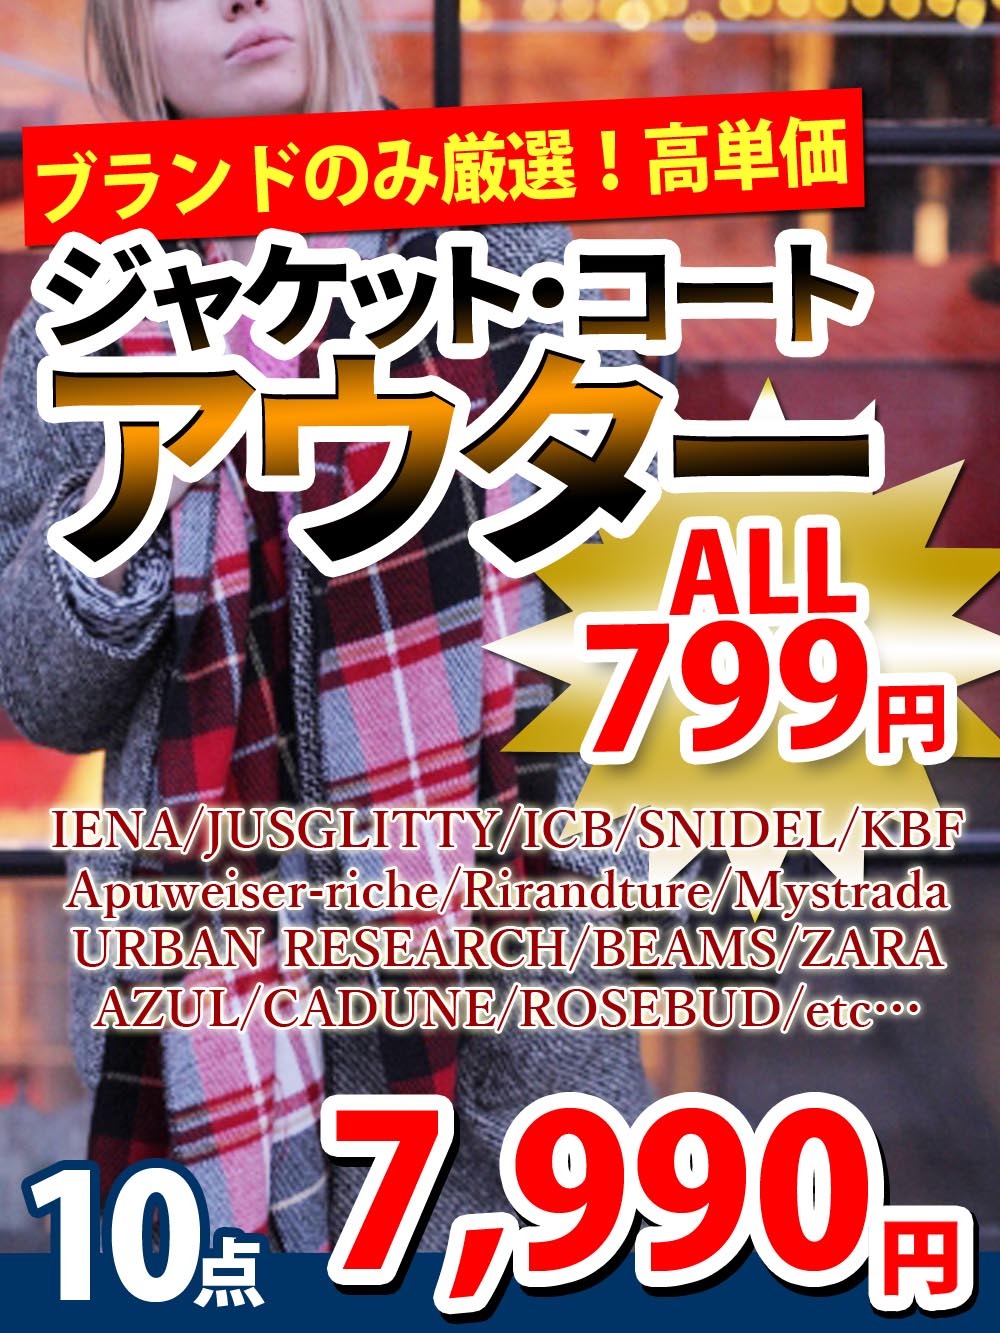 ブランドのみ厳選！高単価
ジャケット・コート
アウター
ALL
799円
IENA/JUSGLITTY/ICB/SNIDEL/KBF
Apuweiser-riche/Rirandture/Mystrada
URBAN RESEARCH/BEAMS/ZARA
AZUL/CADUNE/ROSEBUD/etc…
10点 7,990円